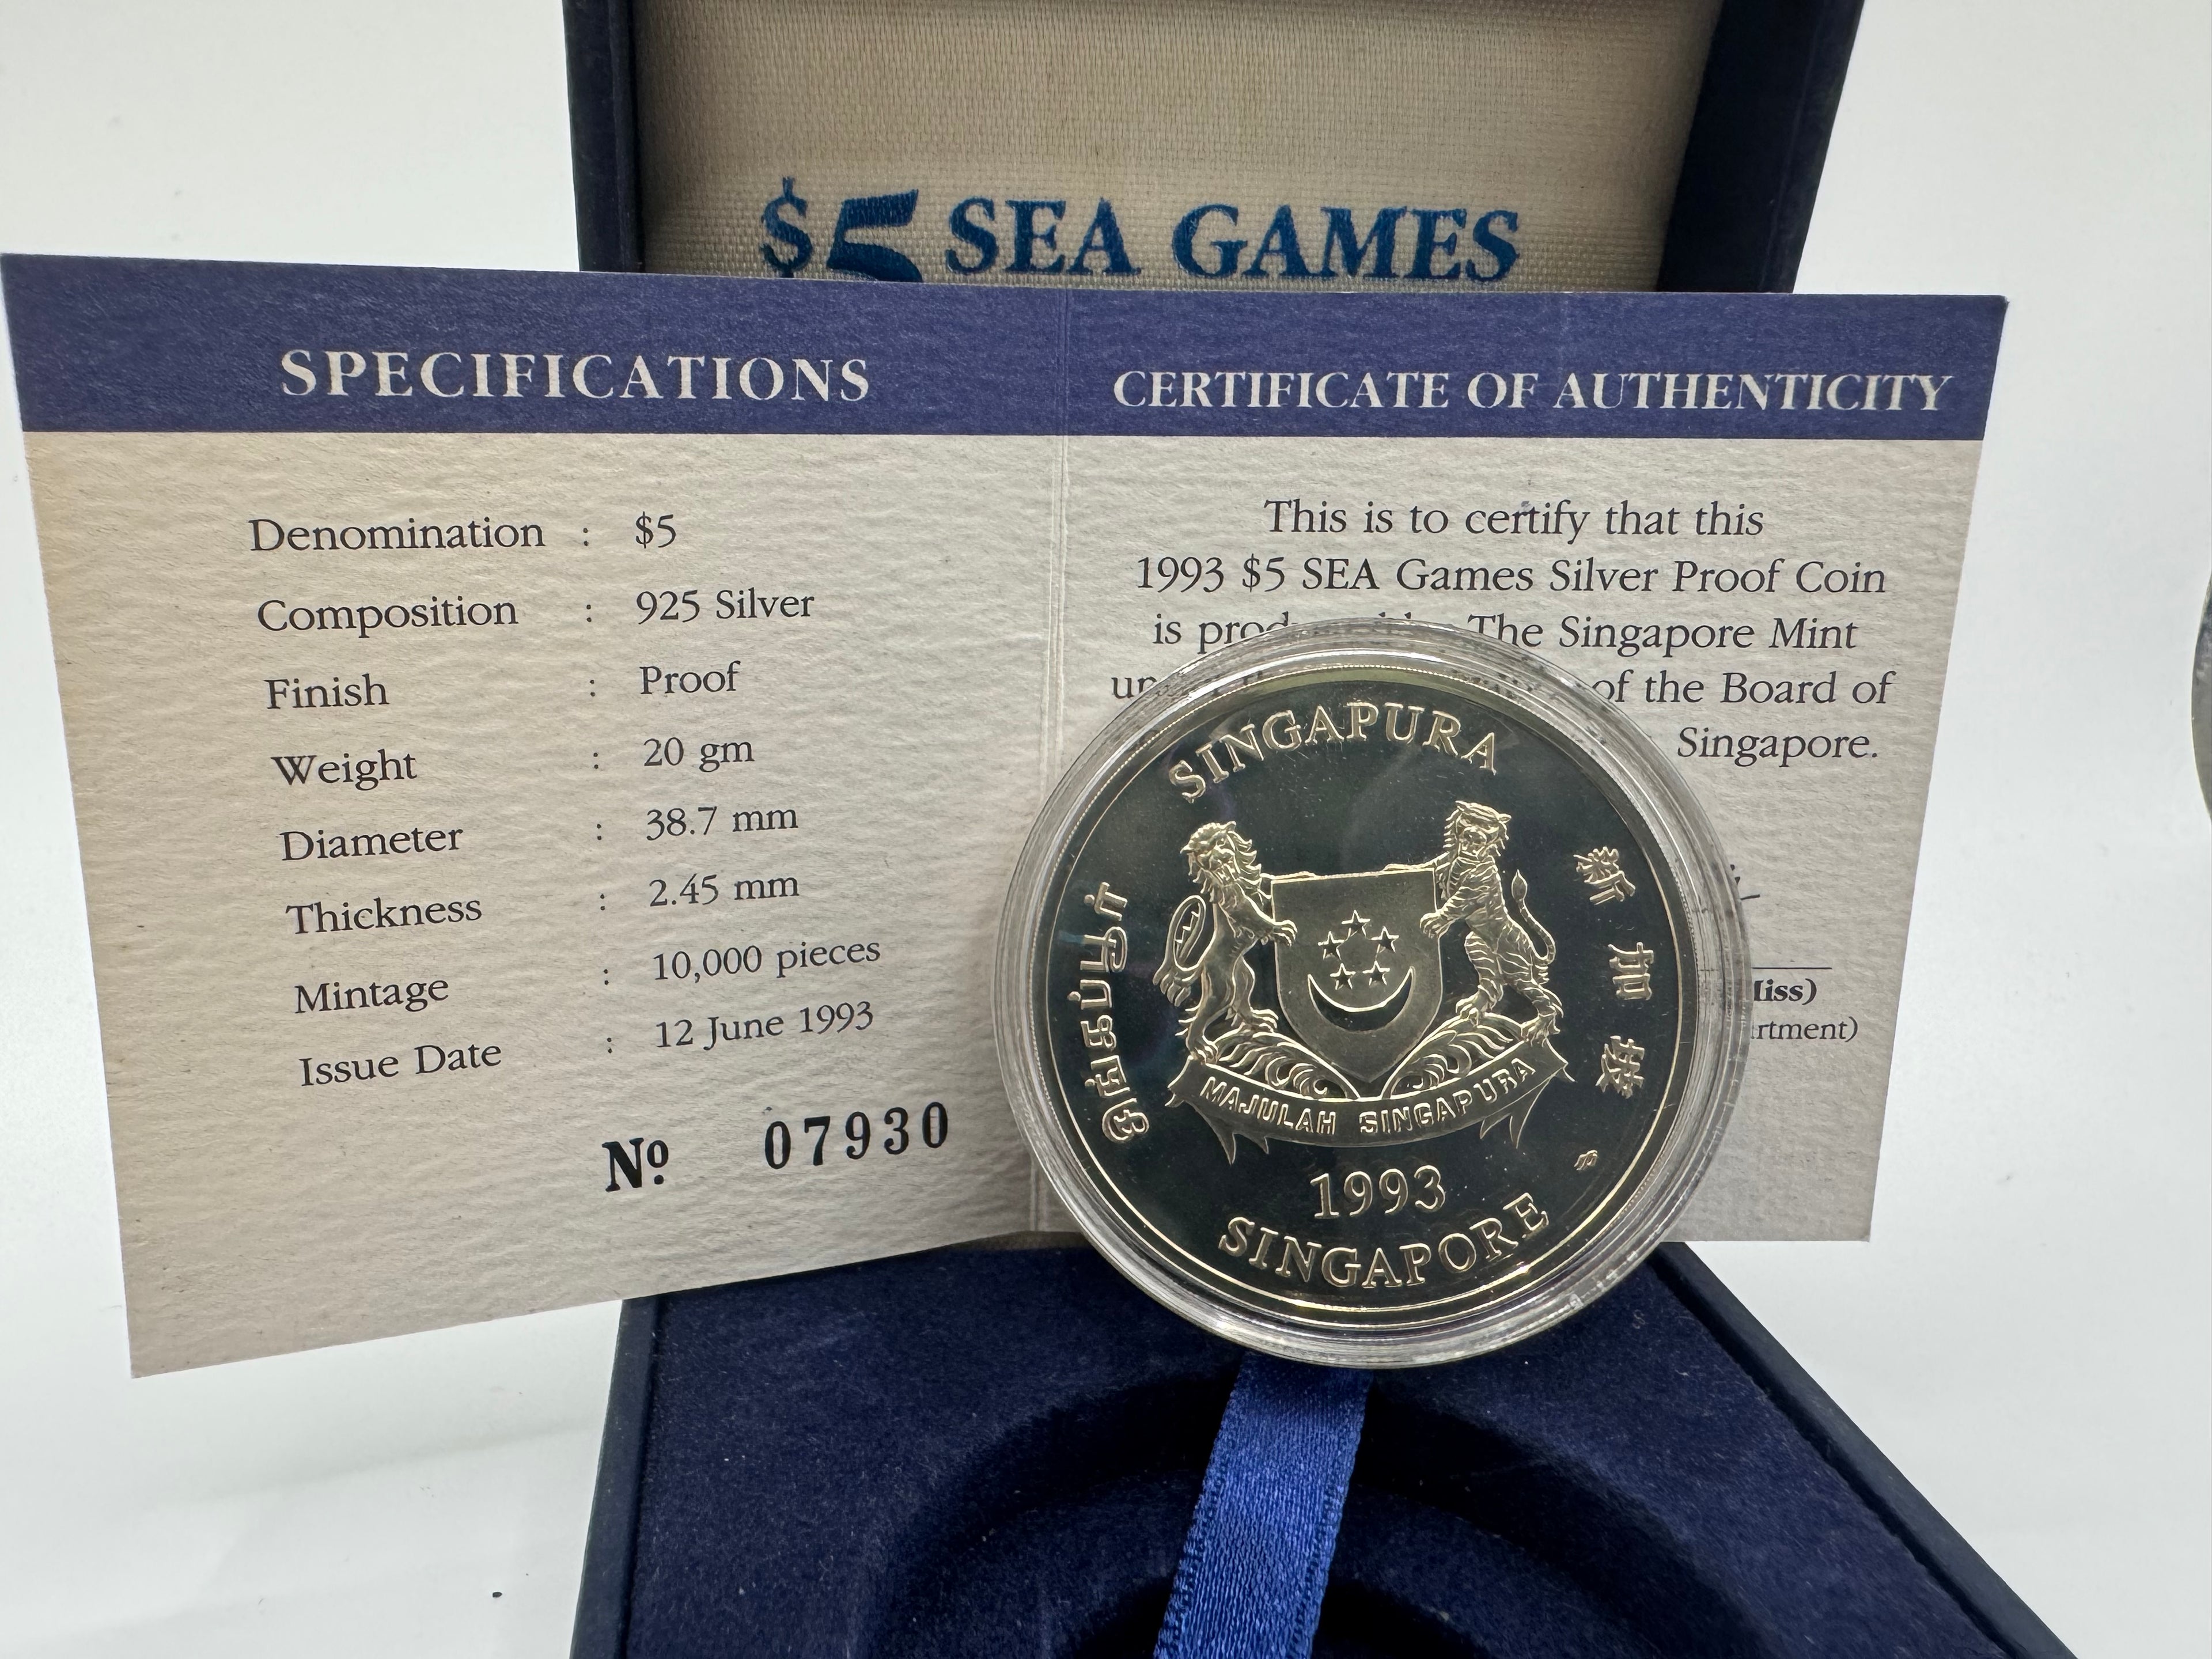 $5 SEA GAMES
SPECIFICATIONS
Denomination : $5
Composition : 925 Silver
Finish : Proof
Weight : 20 gm
Diameter : 38.7 mm
Thickness : 2.45 mm
Mintage : 10,000 pieces
Issue Date : 12 June 1993
Nº 07930
CERTIFICATE OF AUTHENTICITY
This is to certify that this
1993 $5 SEA Games Silver Proof Coin
is The Singapore Mint
of the Board of
Singapore.
SINGAPURA
சிங்கப்பூர்
新加坡
MAJULAH SINGAPURA
1993
SINGAPORE